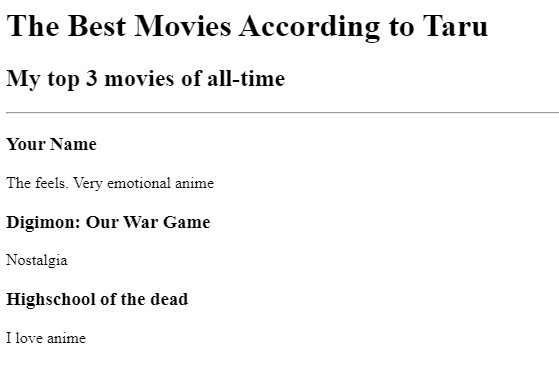 The Best Movies According to Taru
My top 3 movies of all-time
Your Name
The feels. Very emotional anime
Digimon: Our War Game
Nostalgia
Highschool of the dead
I love anime